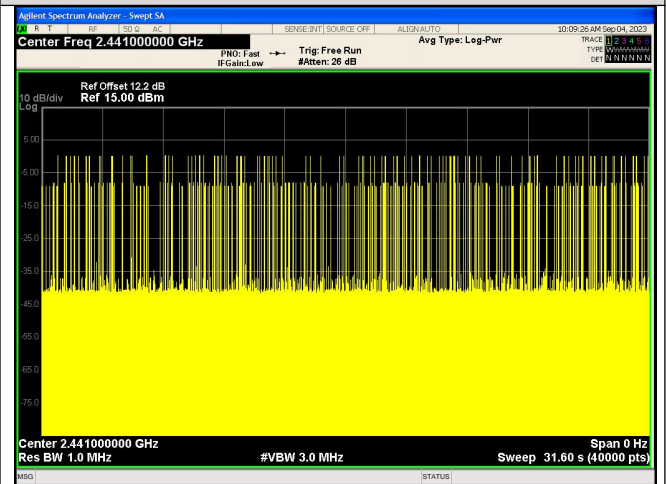 Agilent Spectrum Analyzer - Swept SA
R T RF 50 Ω AC SENSE:INT SOURCE OFF ALIGNAUTO 10:09:26 AM Sep 04, 2023
Center Freq 2.441000000 GHz Avg Type: Log-Pwr TRACE 1 2 3 4 5 6
PNO: Fast Trig: Free Run TYPE
IFGain:Low #Atten: 26 dB DET N N N N N N
Ref Offset 12.2 dB
10 dB/div Ref 15.00 dBm
Log
5.00
-5.00
-15.0
-25.0
-35.0
-45.0
-55.0
-65.0
-75.0
Center 2.441000000 GHz Span 0 Hz
Res BW 1.0 MHz #VBW 3.0 MHz Sweep 31.60 s (40000 pts)
MSG STATUS